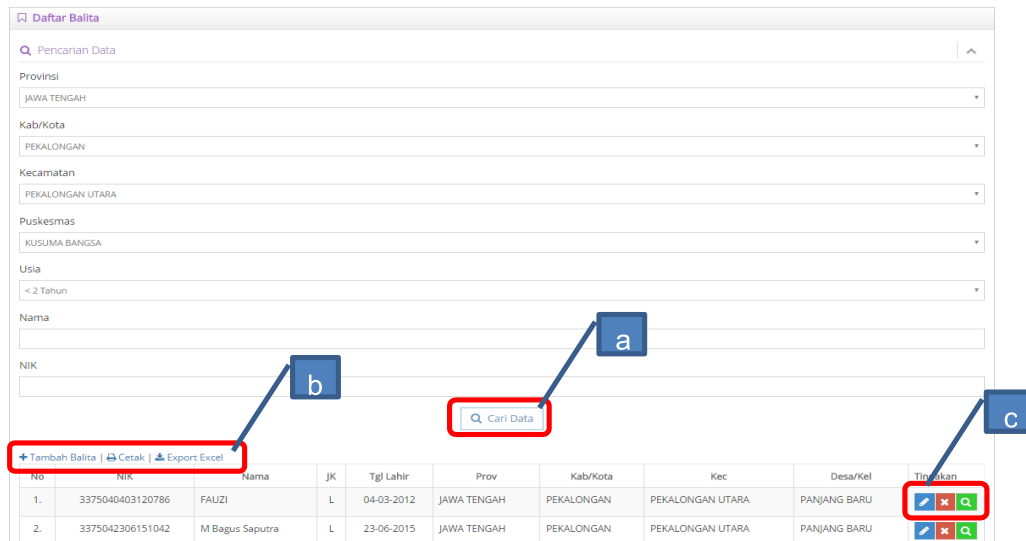 Daftar Balita
Pencarian Data
Provinsi
JAWA TENGAH
Kab/Kota
PEKALONGAN
Kecamatan
PEKALONGAN UTARA
Puskesmas
KUSUMA BANGSA
Usia
< 2 Tahun
Nama
a
NIK
b
Cari Data
c
+ Tambah Balita | Cetak | Export Excel
No NIK Nama JK Tgl Lahir Prov Kab/Kota Kec Desa/Kel Tindakan
1. 3375040403120786 FAUZI L 04-03-2012 JAWA TENGAH PEKALONGAN PEKALONGAN UTARA PANJANG BARU
2. 3375042306151042 M Bagus Saputra L 23-06-2015 JAWA TENGAH PEKALONGAN PEKALONGAN UTARA PANJANG BARU